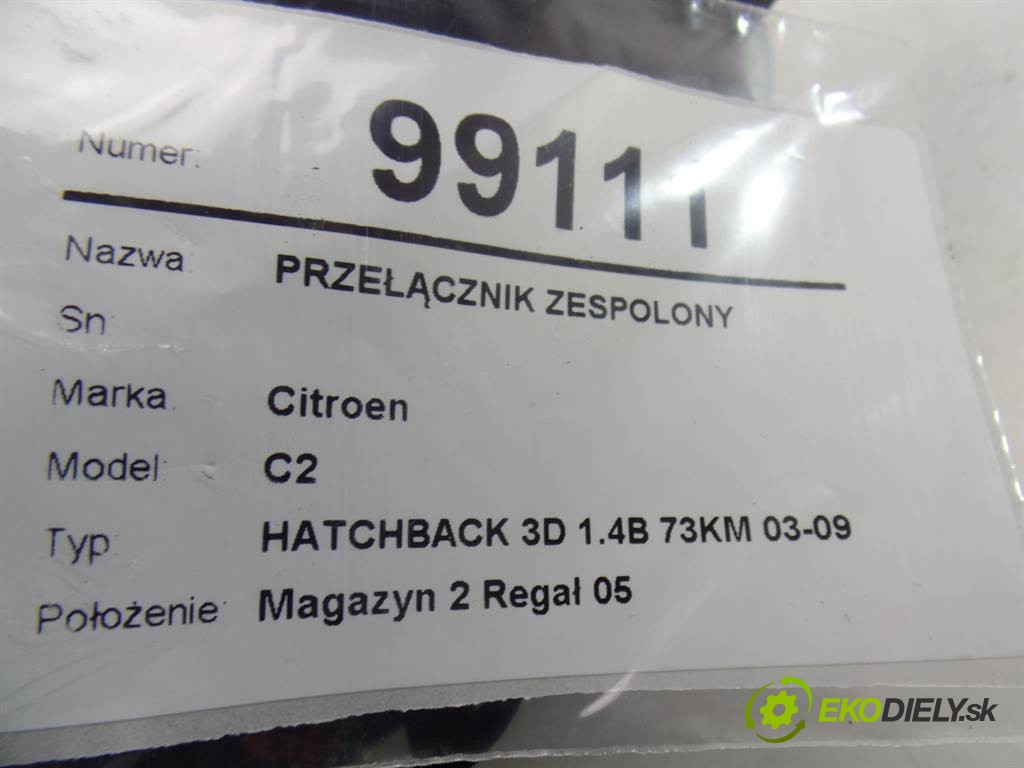 Numer: 99111
Nazwa: PRZEŁĄCZNIK ZESPOLONY
Sn:
Marka: Citroen
Model: C2
Typ: HATCHBACK 3D 1.4B 73KM 03-09
Położenie: Magazyn 2 Regał 05
EKODIELY.sk